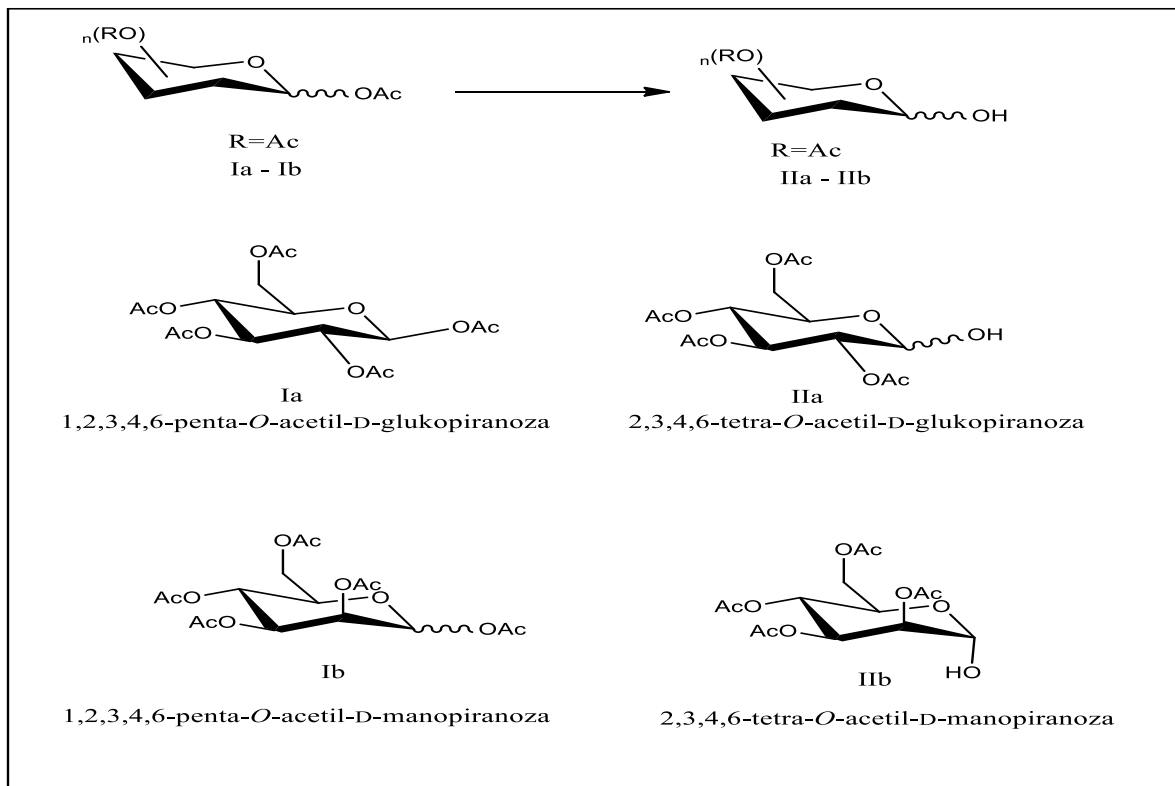 n(RO)
O
OAc
R=Ac
Ia - Ib
n(RO)
O
OH
R=Ac
IIa - IIb
OAc
AcO
O
AcO
OAc
OAc
Ia
1,2,3,4,6-penta-O-acetil-D-glukopiranoza
OAc
AcO
O
OH
AcO
OAc
IIa
2,3,4,6-tetra-O-acetil-D-glukopiranoza
OAc
OAc
AcO
O
AcO
OAc
Ib
1,2,3,4,6-penta-O-acetil-D-manopiranoza
OAc
OAc
AcO
O
AcO
HO
IIb
2,3,4,6-tetra-O-acetil-D-manopiranoza